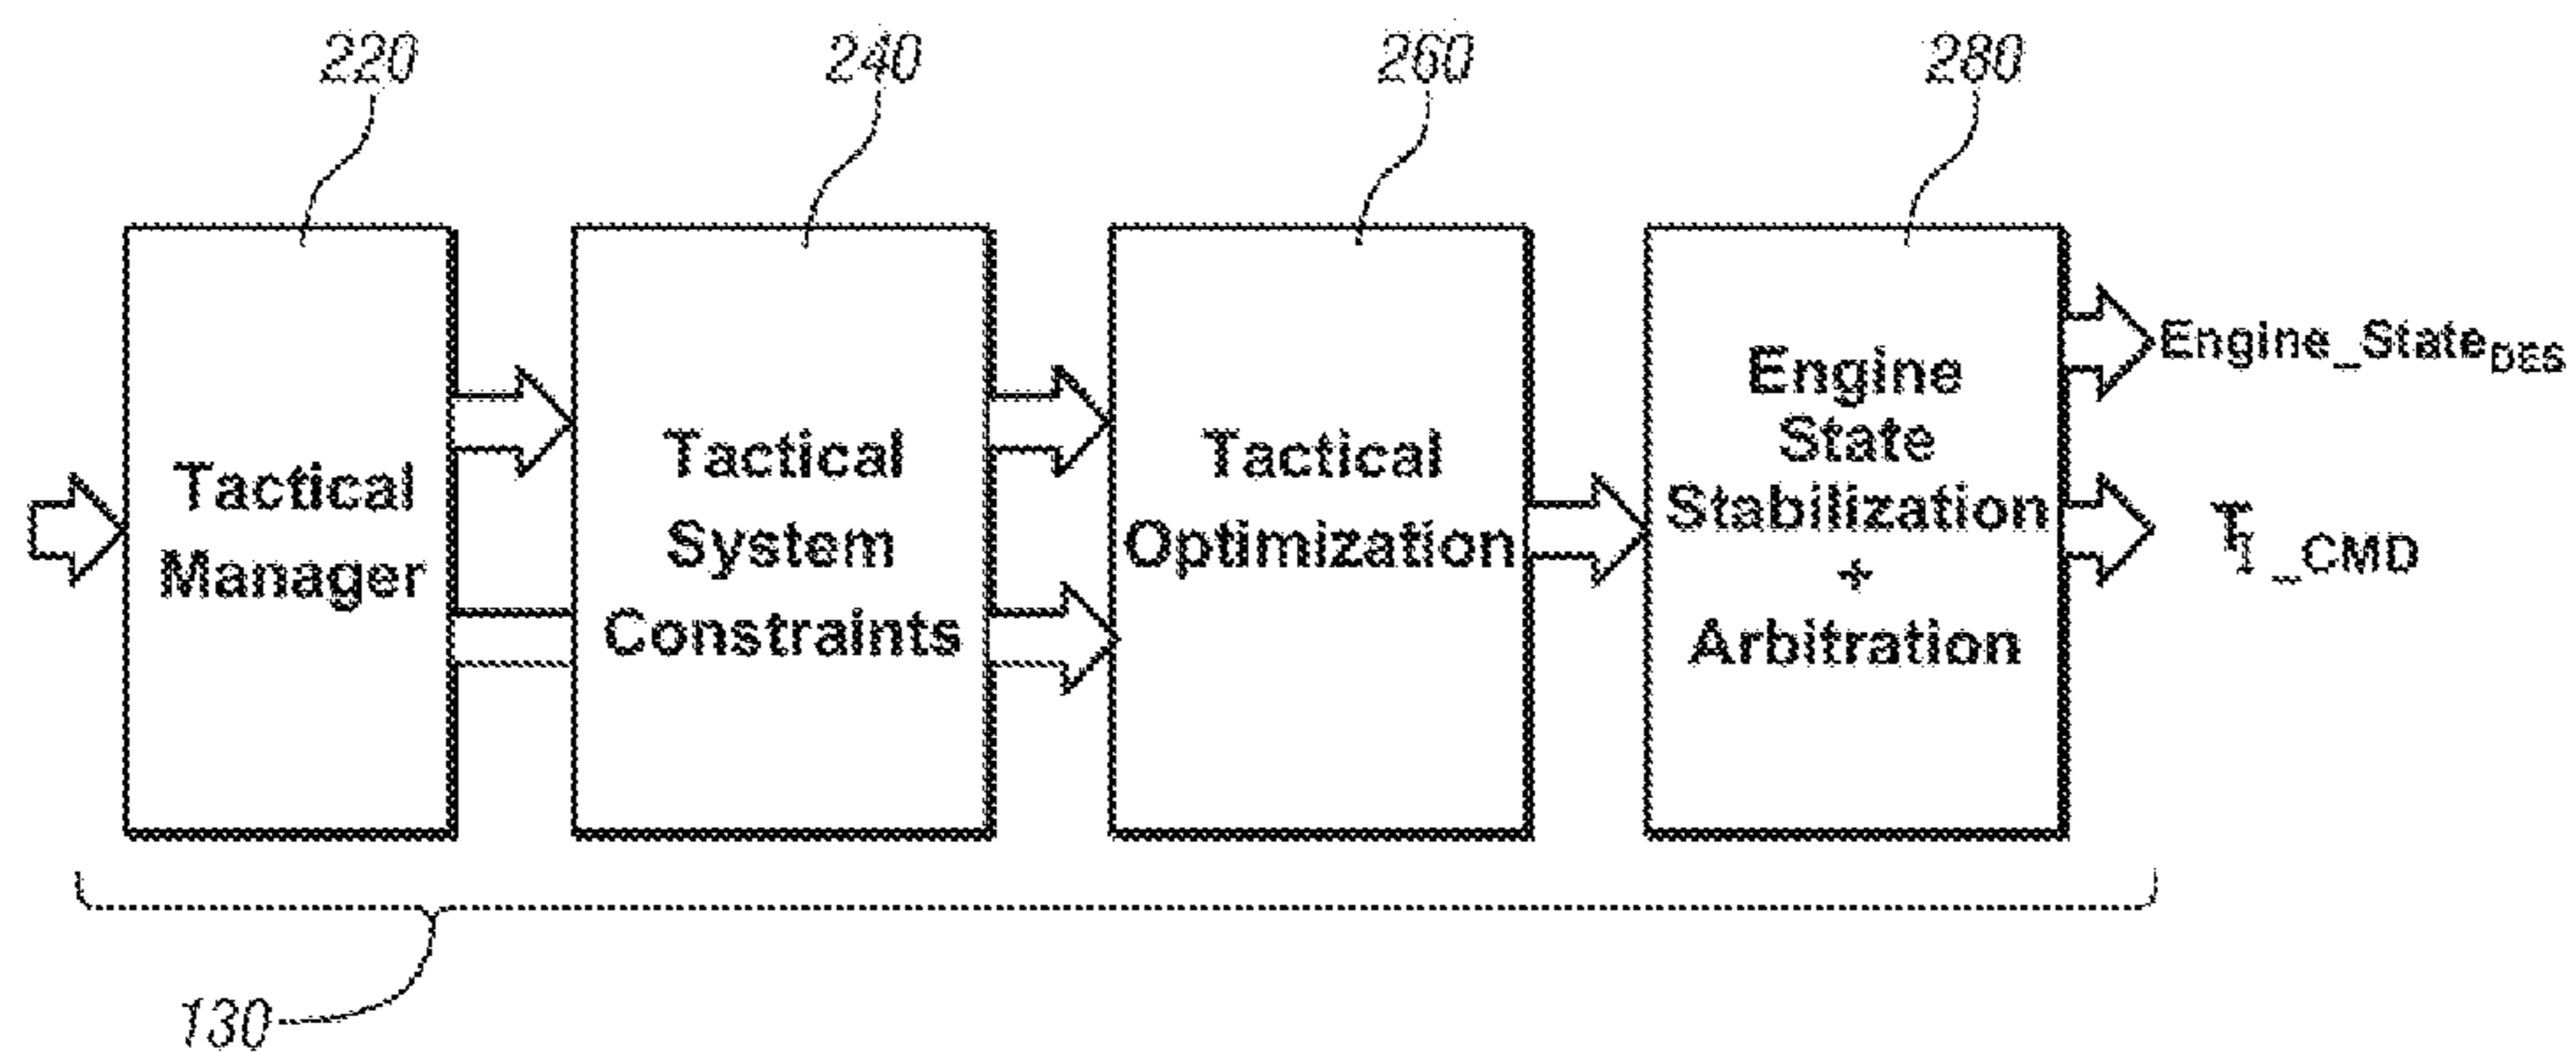 220 240 260 280
Tactical
Manager
Tactical
System
Constraints
Tactical
Optimization
Engine
State
Stabilization
+
Arbitration
Engine_State_DES
T_I_CMD
130